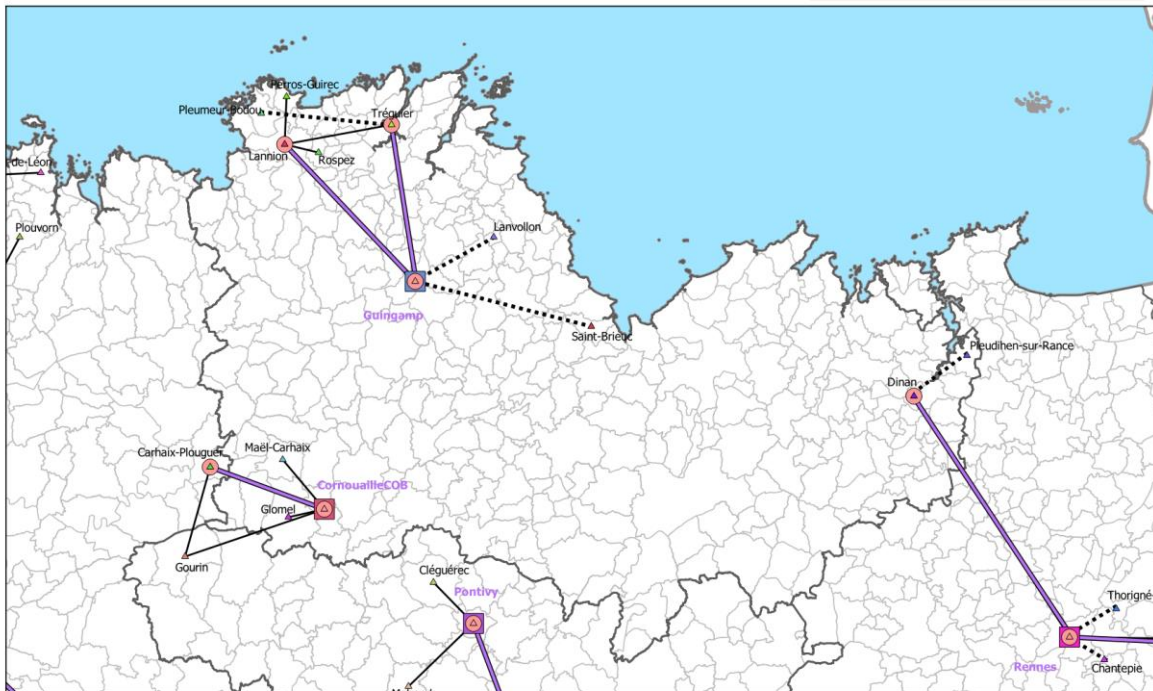 Perros-Guirec
Pleumeur-Bodou
Tréguier
Lannion
Rospez
-de-Léon
Plouvorn
Lanvollon
Guingamp
Saint-Brieuc
Pleudihen-sur-Rance
Dinan
Carhaix-Plouguer
Maël-Carhaix
CornouailleCOB
Glomel
Gourin
Cléguérec
Pontivy
Thorigné
Rennes
Chantepie